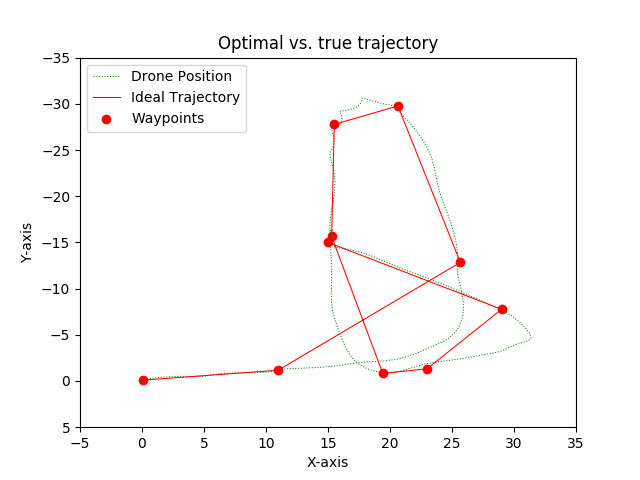 Optimal vs. true trajectory
Drone Position
Ideal Trajectory
Waypoints
Y-axis
−35
−30
−25
−20
−15
−10
−5
0
5
−5 0 5 10 15 20 25 30 35
X-axis